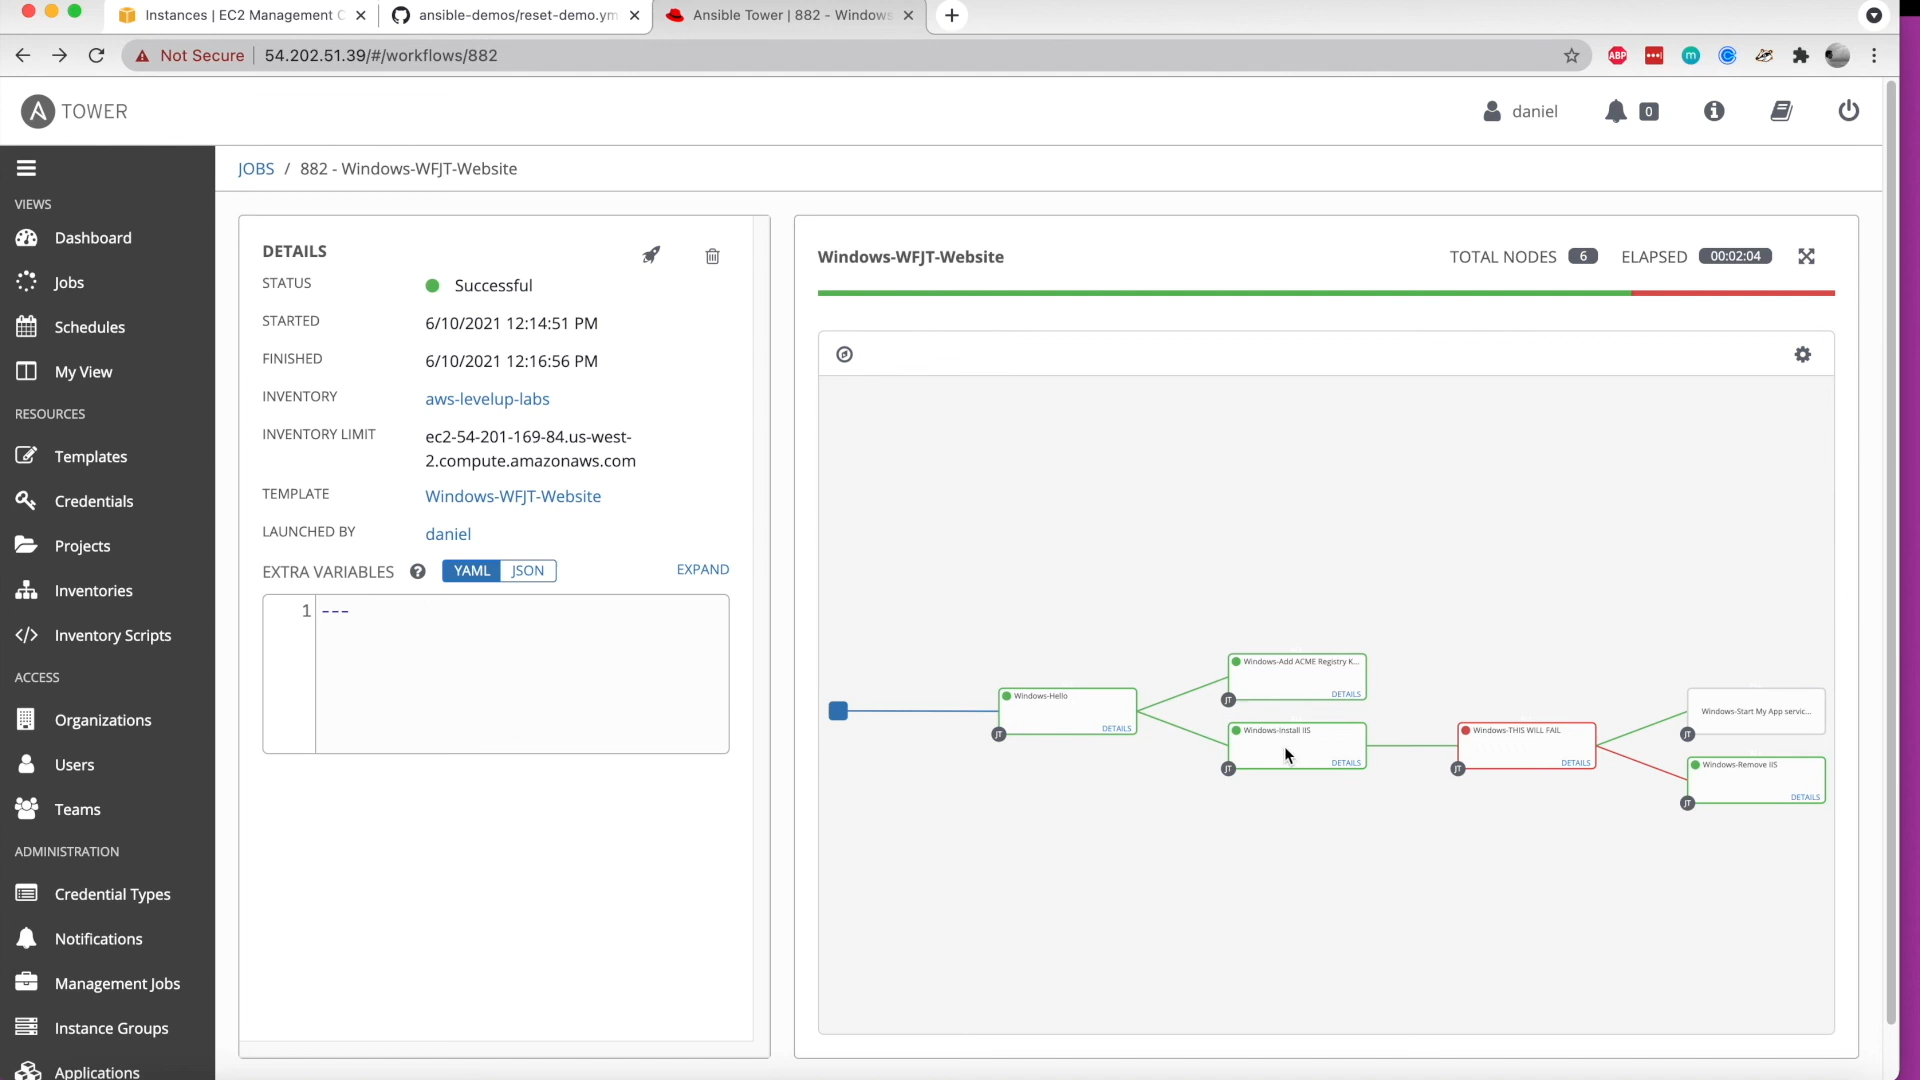 Instances | EC2 Management C
ansible-demos/reset-demo.ym
Ansible Tower | 882 - Windows
Not Secure
54.202.51.39/#/workflows/882
ABP
m
TOWER
daniel
0
JOBS / 882 - Windows-WFJT-Website
VIEWS
Dashboard
Jobs
Schedules
My View
RESOURCES
Templates
Credentials
Projects
Inventories
Inventory Scripts
ACCESS
Organizations
Users
Teams
ADMINISTRATION
Credential Types
Notifications
Management Jobs
Instance Groups
Applications
DETAILS
STATUS Successful
STARTED 6/10/2021 12:14:51 PM
FINISHED 6/10/2021 12:16:56 PM
INVENTORY aws-levelup-labs
INVENTORY LIMIT ec2-54-201-169-84.us-west-
2.compute.amazonaws.com
TEMPLATE Windows-WFJT-Website
LAUNCHED BY daniel
EXTRA VARIABLES ? YAML JSON EXPAND
1 ---
Windows-WFJT-Website
TOTAL NODES 6 ELAPSED 00:02:04
Windows-Hello
DETAILS
JT
Windows-Add ACME Registry K...
DETAILS
JT
Windows-Install IIS
DETAILS
JT
Windows-THIS WILL FAIL
DETAILS
JT
Windows-Start My App servic...
JT
Windows-Remove IIS
DETAILS
JT